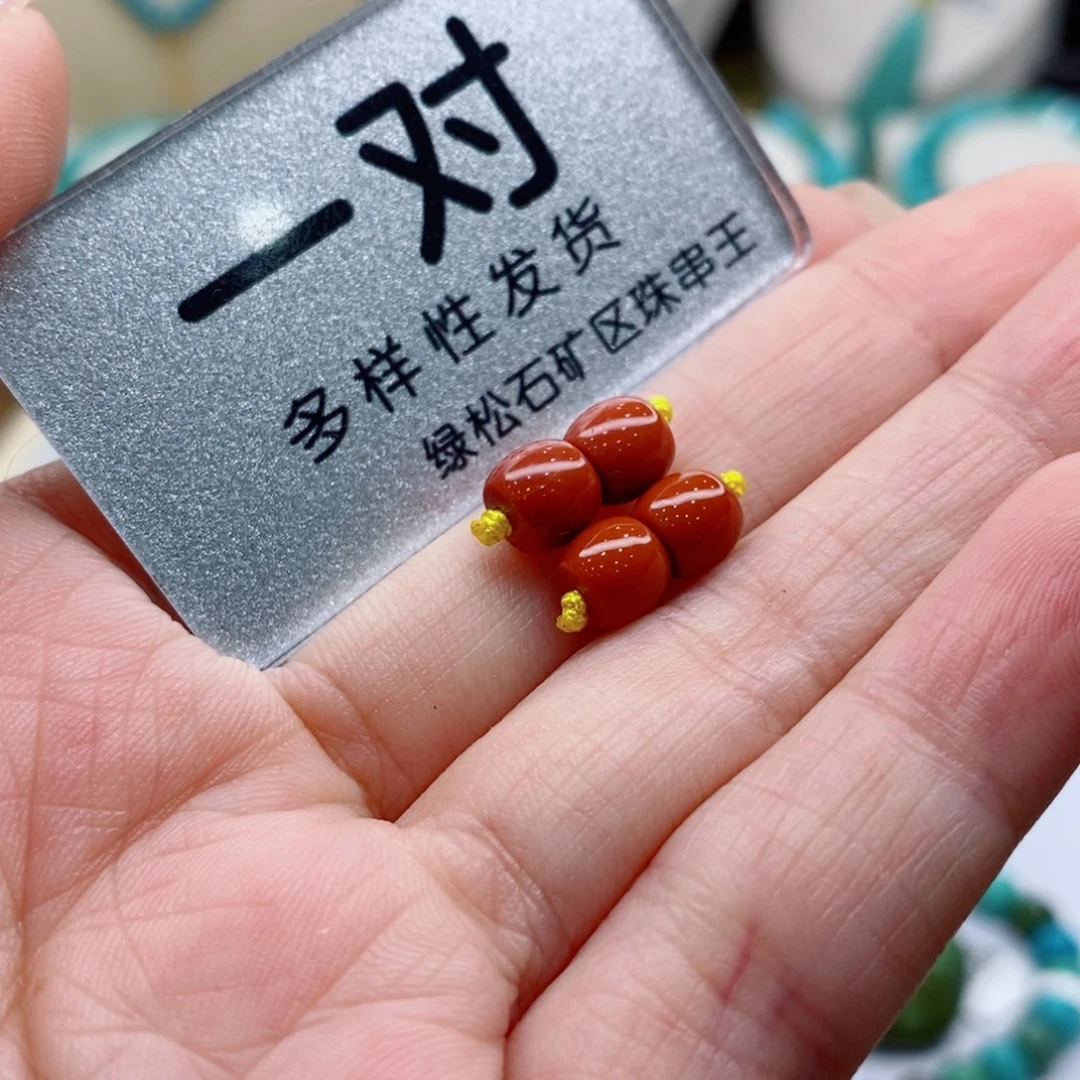 一对
多样性发货
绿松石矿区珠串王